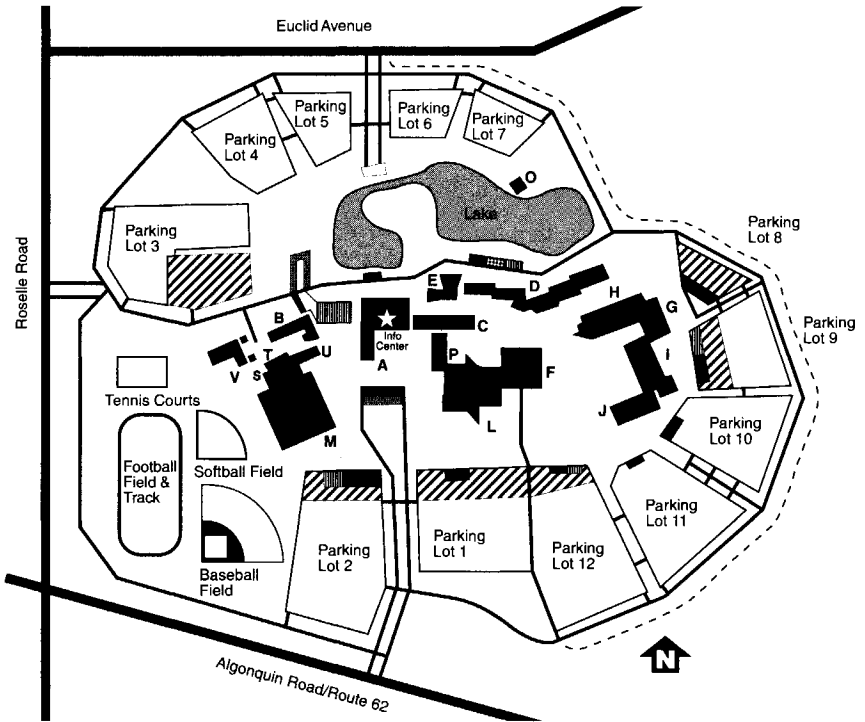 Euclid Avenue
Parking
Lot 5
Parking
Lot 6
Parking
Lot 7
Parking
Lot 4
O
Lake
Parking
Lot 3
Parking
Lot 8
Roselle Road
E
D
H
G
B
Info
Center
C
Parking
Lot 9
U
T
P
V
S
A
F
I
Tennis Courts
J
L
M
Parking
Lot 10
Football
Field &
Track
Softball Field
Parking
Lot 11
Parking
Lot 2
Parking
Lot 1
Parking
Lot 12
Baseball
Field
N
Algonquin Road/Route 62